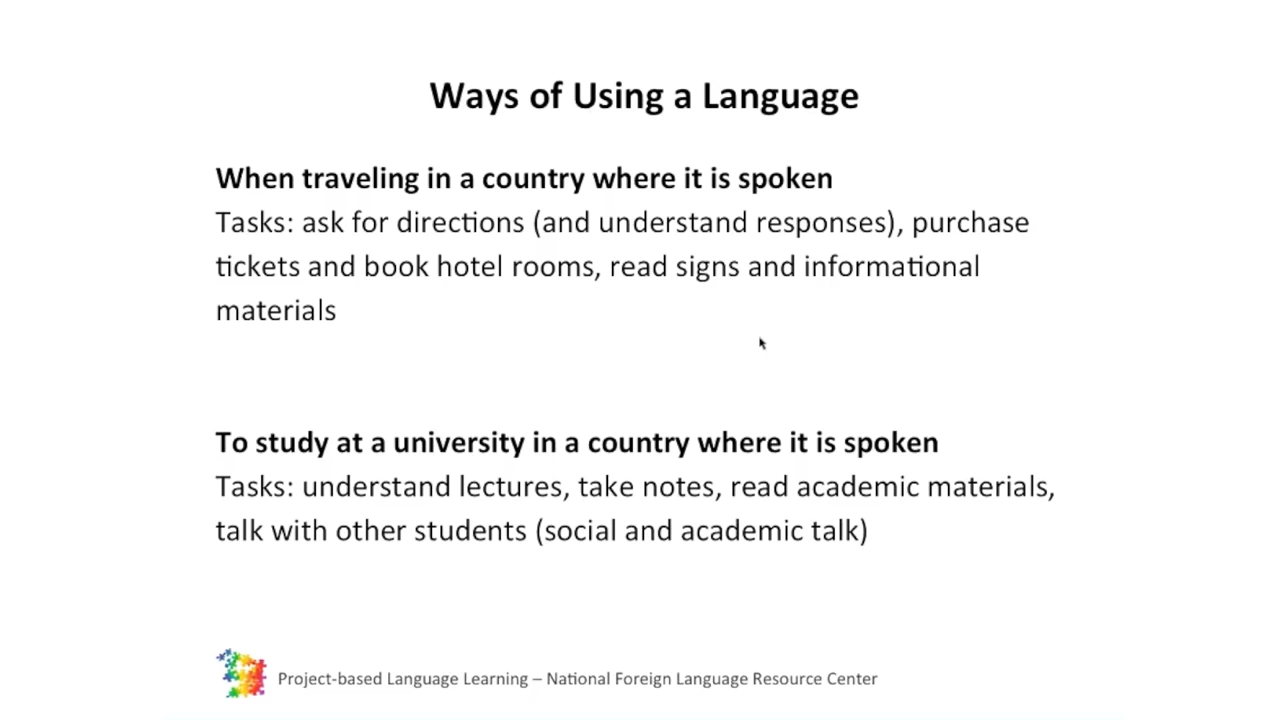 Ways of Using a Language
When traveling in a country where it is spoken
Tasks: ask for directions (and understand responses), purchase
tickets and book hotel rooms, read signs and informational
materials
To study at a university in a country where it is spoken
Tasks: understand lectures, take notes, read academic materials,
talk with other students (social and academic talk)
Project-based Language Learning – National Foreign Language Resource Center